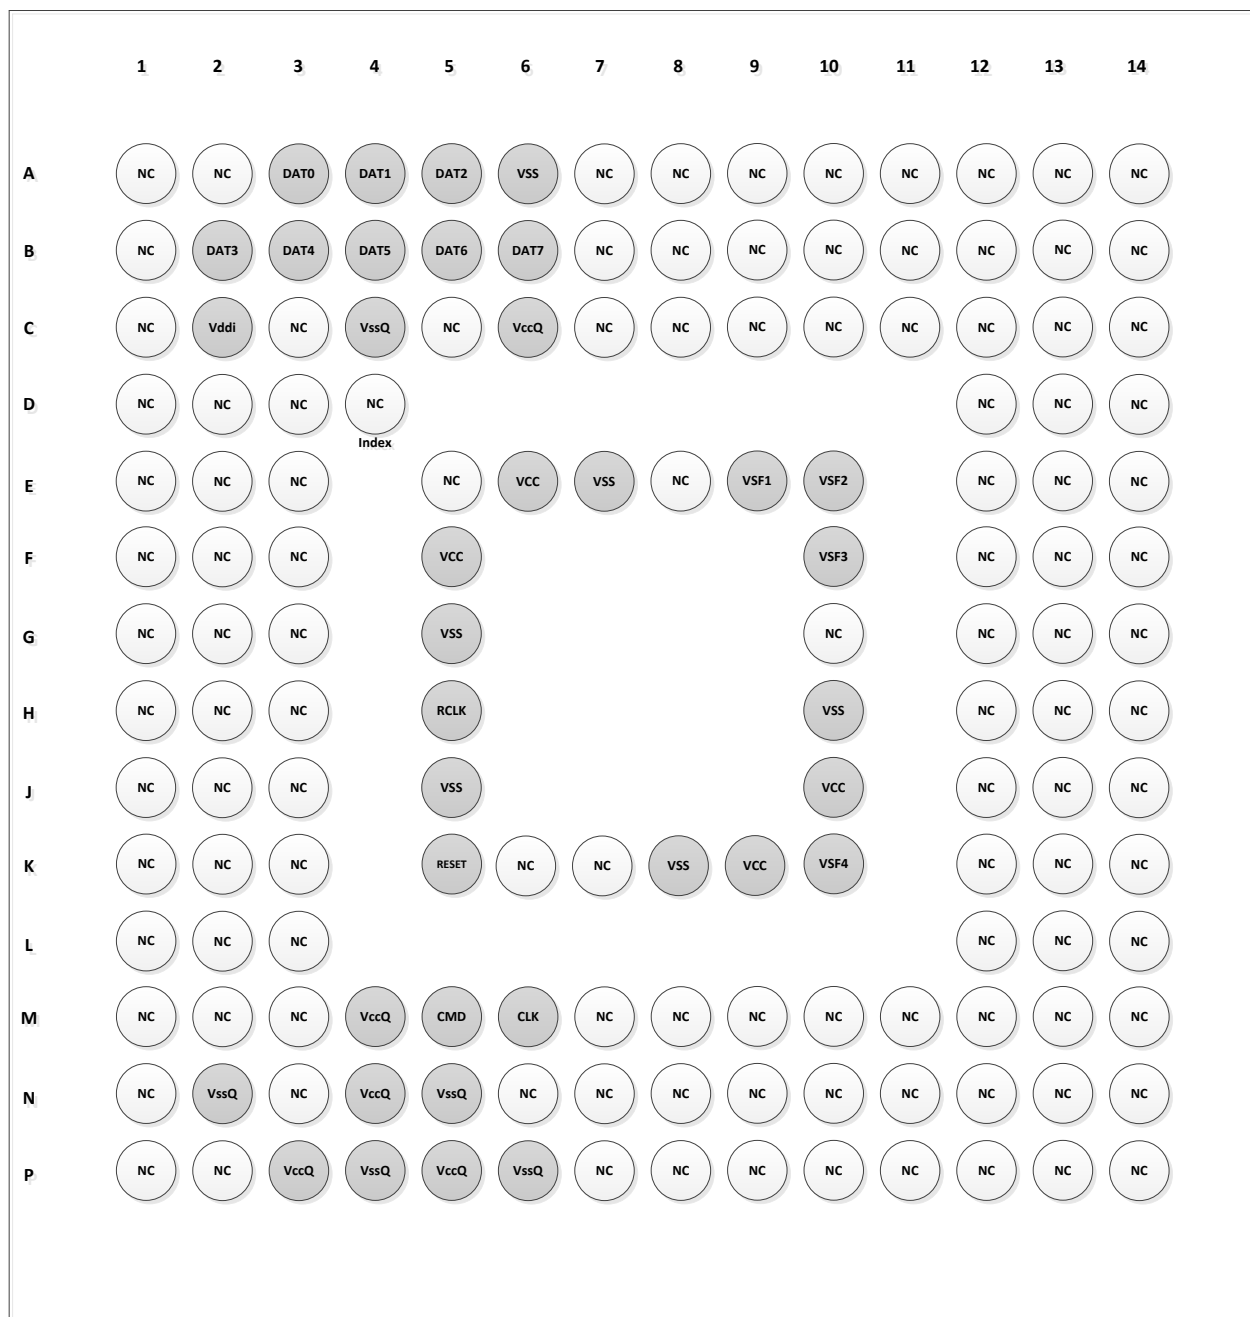 1 2 3 4 5 6 7 8 9 10 11 12 13 14
A NC NC DAT0 DAT1 DAT2 VSS NC NC NC NC NC NC NC NC
B NC DAT3 DAT4 DAT5 DAT6 DAT7 NC NC NC NC NC NC NC NC
C NC Vddi NC VssQ NC VccQ NC NC NC NC NC NC NC NC
D NC NC NC NC NC NC NC
Index
E NC NC NC NC VCC VSS NC VSF1 VSF2 NC NC NC
F NC NC NC VCC VSF3 NC NC NC
G NC NC NC VSS NC NC NC NC
H NC NC NC RCLK VSS NC NC NC
J NC NC NC VSS VCC NC NC NC
K NC NC NC RESET NC NC VSS VCC VSF4 NC NC NC
L NC NC NC NC NC NC
M NC NC NC VccQ CMD CLK NC NC NC NC NC NC NC NC
N NC VssQ NC VccQ VssQ NC NC NC NC NC NC NC NC NC
P NC NC VccQ VssQ VccQ VssQ NC NC NC NC NC NC NC NC